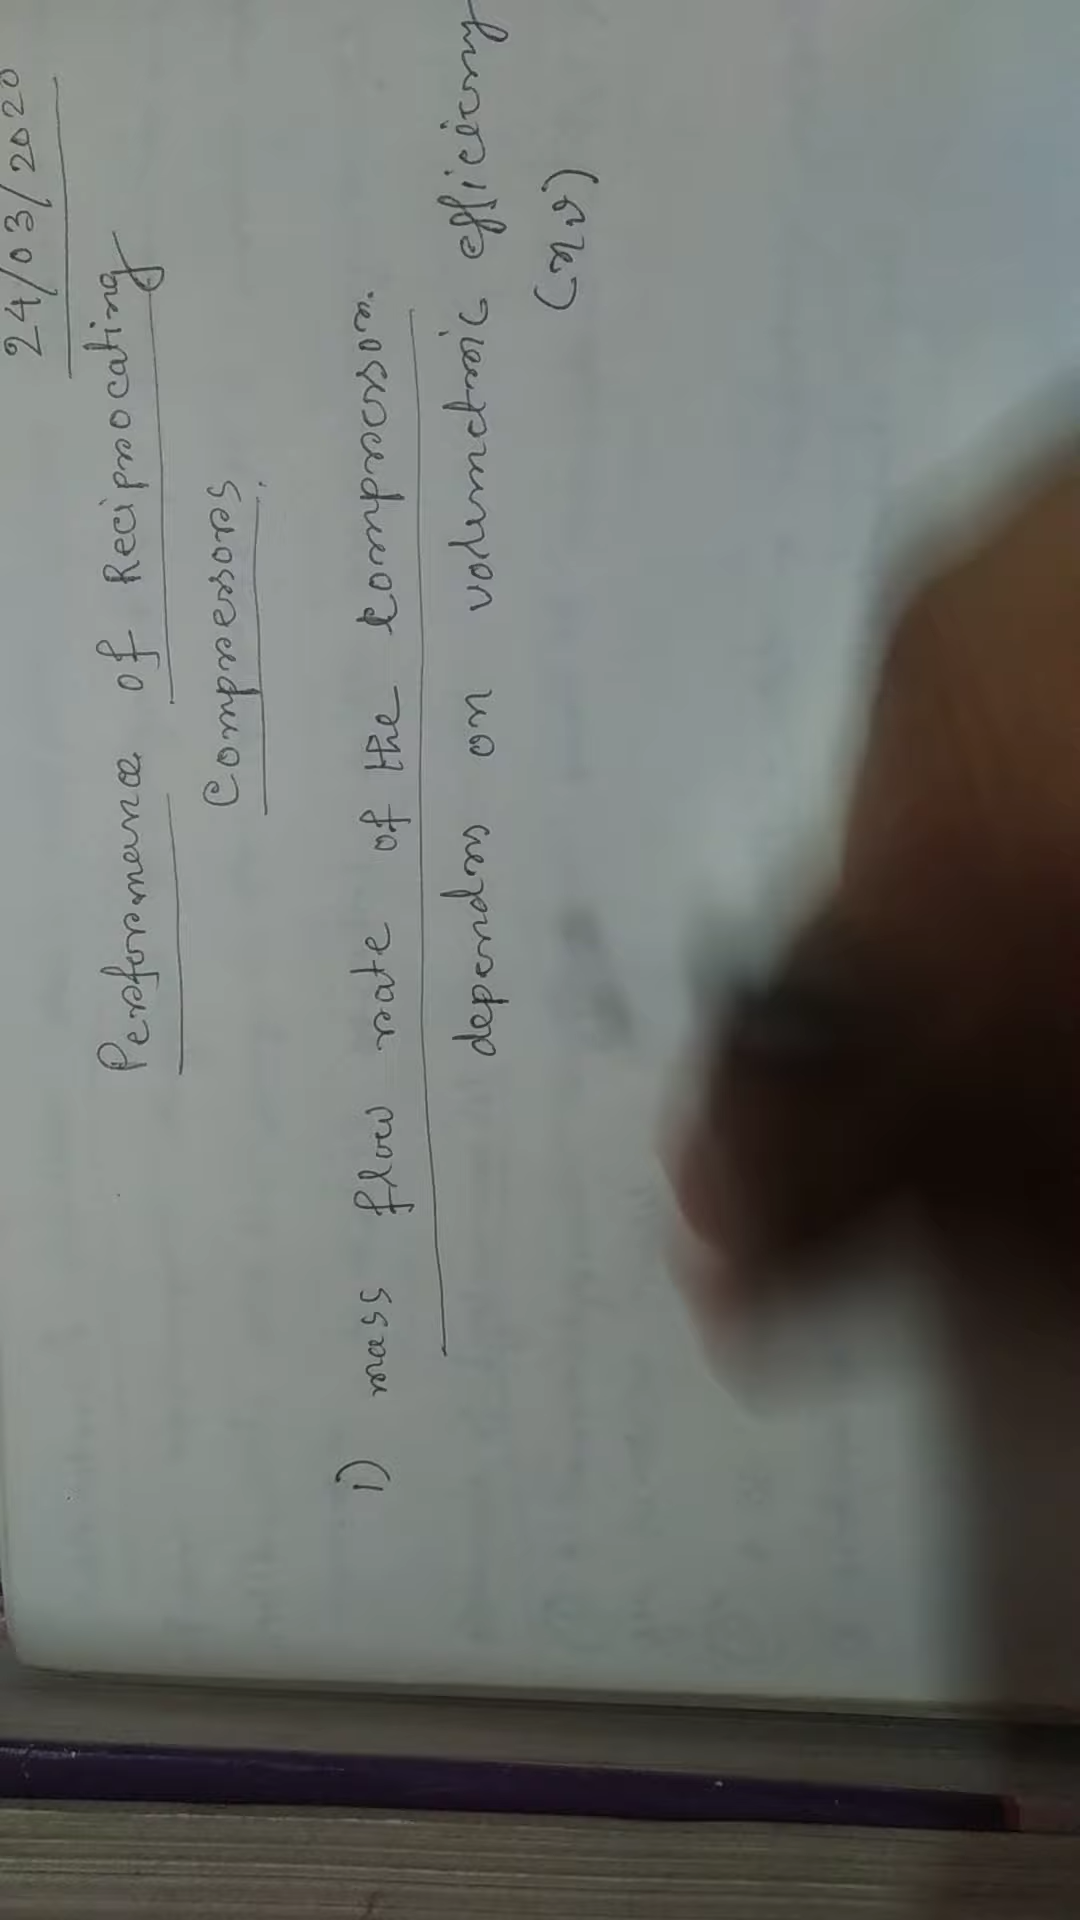 24/03/2020
Performance of Reciprocating
Compressors.
1) mass flow rate of the Compressor.
depends on volumetric efficiency
(ηv)